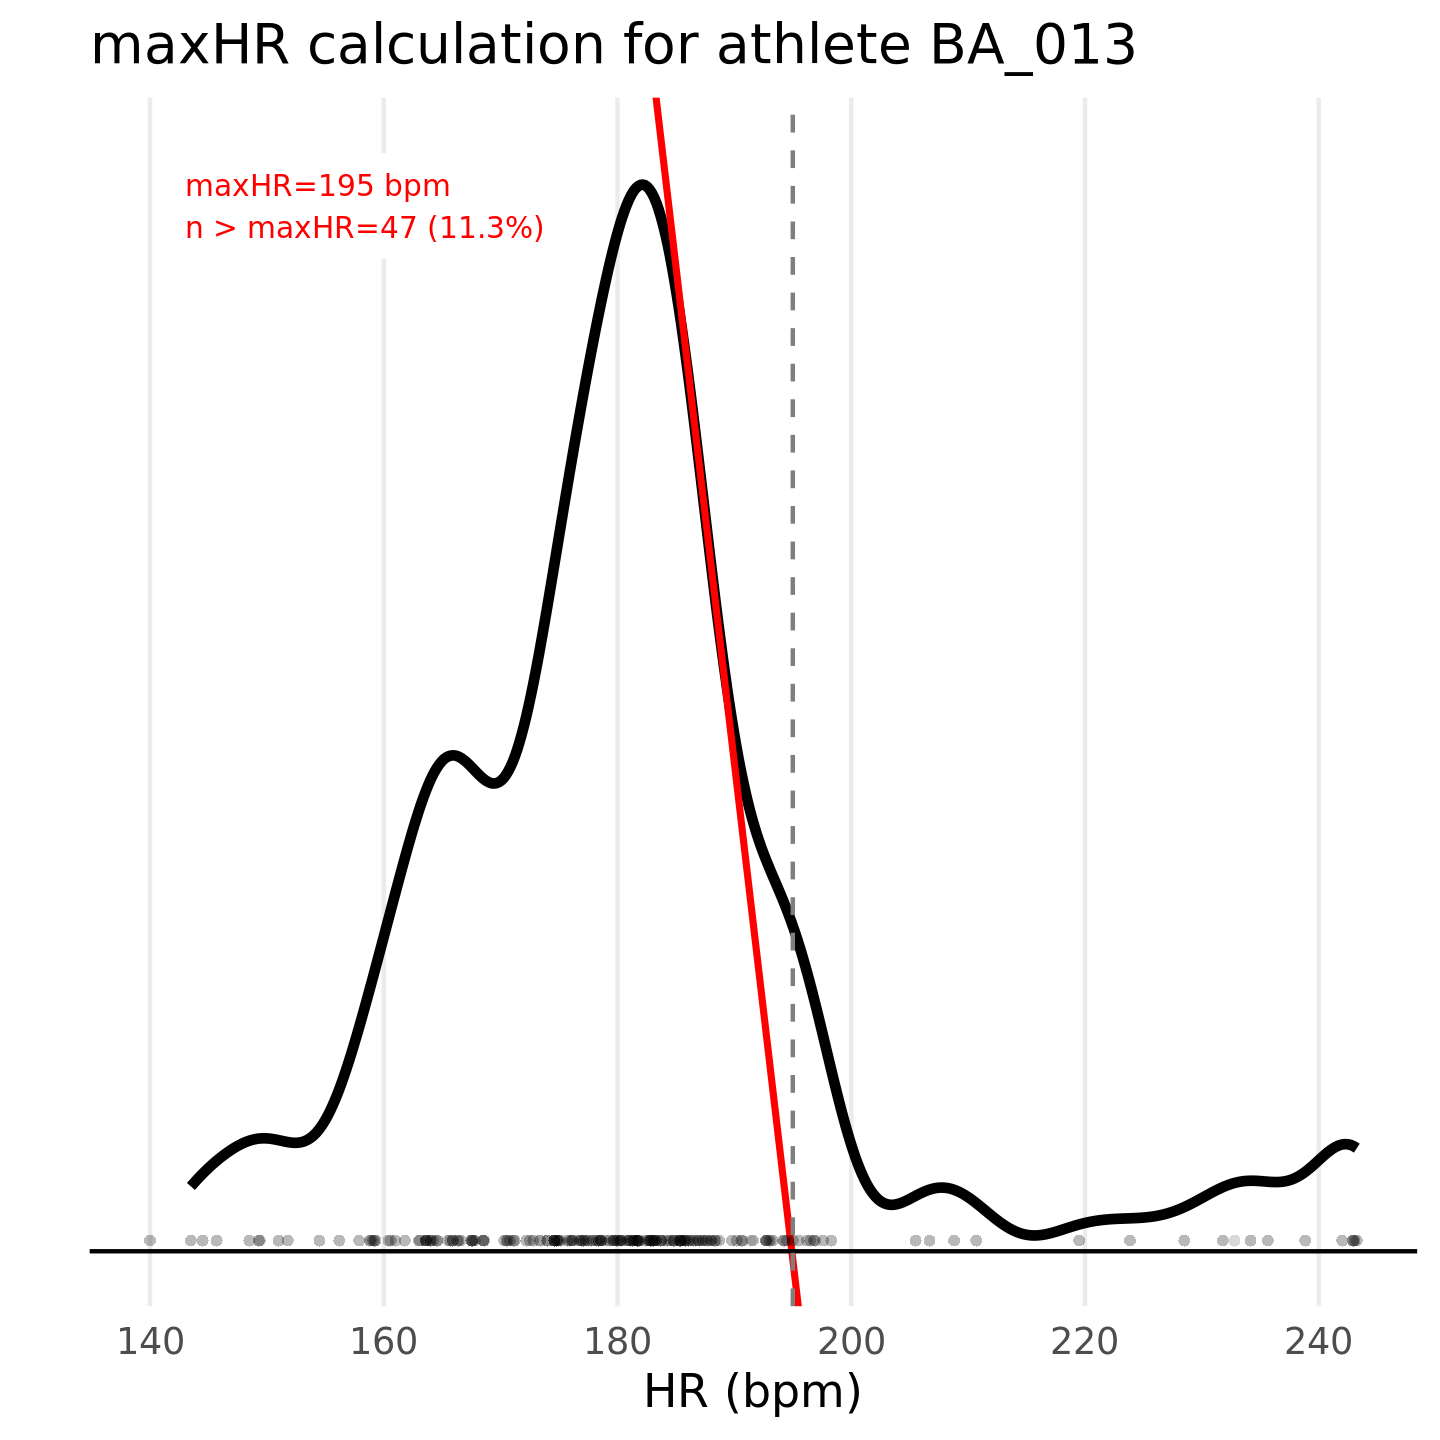 maxHR calculation for athlete BA_013
maxHR=195 bpm
n > maxHR=47 (11.3%)
140 160 180 200 220 240
HR (bpm)